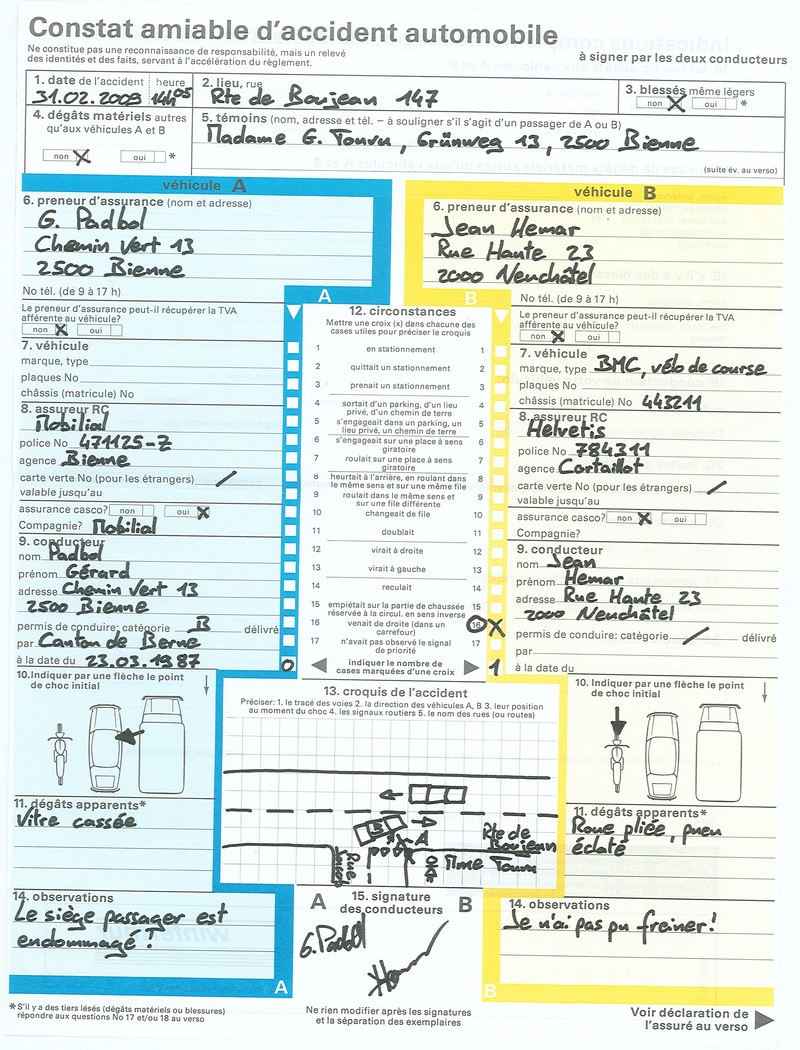 Constat amiable d'accident automobile
Ne constitue pas une reconnaissance de responsabilité, mais un relevé
des identités et des faits, servant à l'accélération du règlement.
à signer par les deux conducteurs
1. date de l'accident heure
31.02.2009 14h05
2. lieu, rue
Rte de Boujean 147
3. blessés même légers
non X oui *
4. dégâts matériels autres
qu'aux véhicules A et B
non X oui *
5. témoins (nom, adresse et tél. – à souligner s'il s'agit d'un passager de A ou B)
Madame G. Touvu, Grünweg 13, 2500 Bienne
(suite év. au verso)
véhicule A
6. preneur d'assurance (nom et adresse)
G. Padbol
Chemin Vert 13
2500 Bienne
No tél. (de 9 à 17 h)
Le preneur d'assurance peut-il récupérer la TVA
afférente au véhicule?
non X oui
7. véhicule
marque, type
plaques No
châssis (matricule) No
8. assureur RC
Mobilial
police No 471125-Z
agence Bienne
carte verte No (pour les étrangers) /
valable jusqu'au
assurance casco? non oui X
Compagnie? Mobilial
9. conducteur
nom Padbol
prénom Gérard
adresse Chemin Vert 13
2500 Bienne
permis de conduire: catégorie B délivré
par Canton de Berne
à la date du 23.03.1987
10. Indiquer par une flèche le point
de choc initial
11. dégâts apparents*
Vitre cassée
14. observations
Le siège passager est
endommagé!
A
12. circonstances
Mettre une croix (x) dans chacune des
cases utiles pour préciser le croquis
A B
1 en stationnement 1
2 quittait un stationnement 2
3 prenait un stationnement 3
4 sortait d'un parking, d'un lieu
privé, d'un chemin de terre 4
5 s'engageait dans un parking, un
lieu privé, un chemin de terre 5
6 s'engageait sur une place à sens
giratoire 6
7 roulait sur une place à sens
giratoire 7
8 heurtait à l'arrière, en roulant dans
le même sens et sur une même file 8
9 roulait dans le même sens et
sur une file différente 9
10 changeait de file 10
11 doublait 11
12 virait à droite 12
13 virait à gauche 13
14 reculait 14
15 empiétait sur la partie de chaussée
réservée à la circul. en sens inverse 15
16 venait de droite (dans un
carrefour) 16 X
17 n'avait pas observé le signal
de priorité 17
0 indiquer le nombre de
cases marquées d'une croix 1
13. croquis de l'accident
Préciser: 1. le tracé des voies 2. la direction des véhicules A, B 3. leur position
au moment du choc 4. les signaux routiers 5. le nom des rues (ou routes)
A
Rte de
Boujean
Rue
Mme Touvu
15. signature
des conducteurs
A B
G. Padbol
Ne rien modifier après les signatures
et la séparation des exemplaires
véhicule B
6. preneur d'assurance (nom et adresse)
Jean Hemar
Rue Haute 23
2000 Neuchâtel
No tél. (de 9 à 17 h)
Le preneur d'assurance peut-il récupérer la TVA
afférente au véhicule?
non X oui
7. véhicule
marque, type BMC, vélo de course
plaques No
châssis (matricule) No 443211
8. assureur RC
Helvetis
police No 784311
agence Cortaillot
carte verte No (pour les étrangers) /
valable jusqu'au
assurance casco? non X oui
Compagnie?
9. conducteur
nom Jean
prénom Hemar
adresse Rue Haute 23
2000 Neuchâtel
permis de conduire: catégorie / délivré
par
à la date du
10. Indiquer par une flèche le point
de choc initial
11. dégâts apparents*
Roue pliée, pneu
éclaté
14. observations
Je n'ai pas pu freiner!
B
*S'il y a des tiers lésés (dégâts matériels ou blessures)
répondre aux questions No 17 et/ou 18 au verso
Voir déclaration de
l'assuré au verso